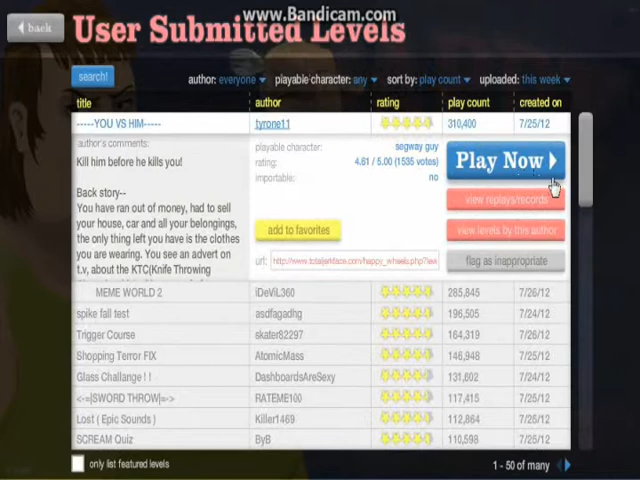 www.Bandicam.com
back
User Submitted Levels
search!
author: everyone playable character: any sort by: play count uploaded: this week
title author rating play count created on
-----YOU VS HIM----- tyrone11 310,400 7/25/12
author's comments:
Kill him before he kills you!
Back story--
You have ran out of money, had to sell
your house, car and all your belongings,
the only thing left you have is the clothes
you are wearing. You see an advert on
t.v, about the KTC(Knife Throwing
playable character: segway guy
rating: 4.61 / 5.00 (1535 votes)
importable: no
add to favorites
url: http://www.totaljerkface.com/happy_wheels.php?
Play Now
view replays/records
view levels by this author
flag as inappropriate
MEME WORLD 2 iDeViL360 285,845 7/26/12
spike fall test asdfagadhg 196,505 7/24/12
Trigger Course skater82297 164,319 7/23/12
Shopping Terror FIX AtomicMass 146,948 7/25/12
Glass Challange ! ! DashboardsAreSexy 131,602 7/24/12
<-=|SWORD THROW|=-> RATEME100 117,415 7/25/12
Lost ( Epic Sounds ) Killer1469 112,864 7/25/12
SCREAM Quiz ByB 110,598 7/25/12
only list featured levels
1 - 50 of many